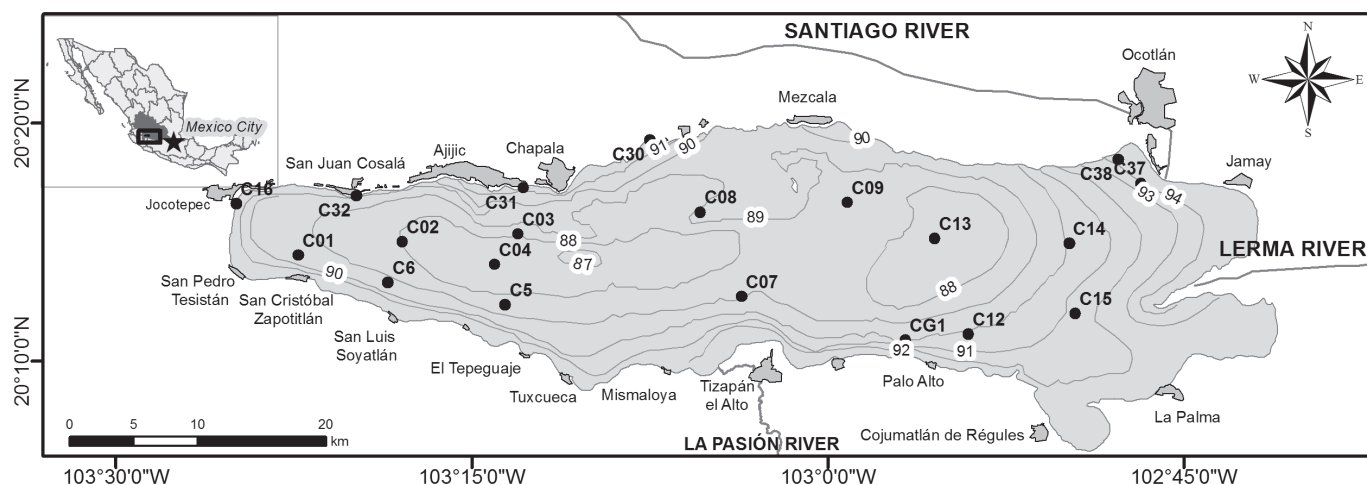 SANTIAGO RIVER
N
Ocotlán
W
E
S
Mezcala
20°20'0"N
Mexico City
Chapala
Ajijic
San Juan Cosalá
C30
91
90
90
C37
C38
Jamay
C16
Jocotepec
C32
C31
C08
C09
93
94
89
C03
C02
C01
88
C04
C13
C14
LERMA RIVER
87
90
C6
San Pedro
Tesistán
San Cristóbal
Zapotitlán
C5
C07
88
C15
CG1
C12
92
91
San Luis
Soyatlán
20°10'0"N
El Tepeguaje
Tuxcueca
Mismaloya
Tizapán
el Alto
Palo Alto
La Palma
Cojumatlán de Régules
LA PASIÓN RIVER
0
5
10
20
km
103°30'0"W
103°15'0"W
103°0'0"W
102°45'0"W